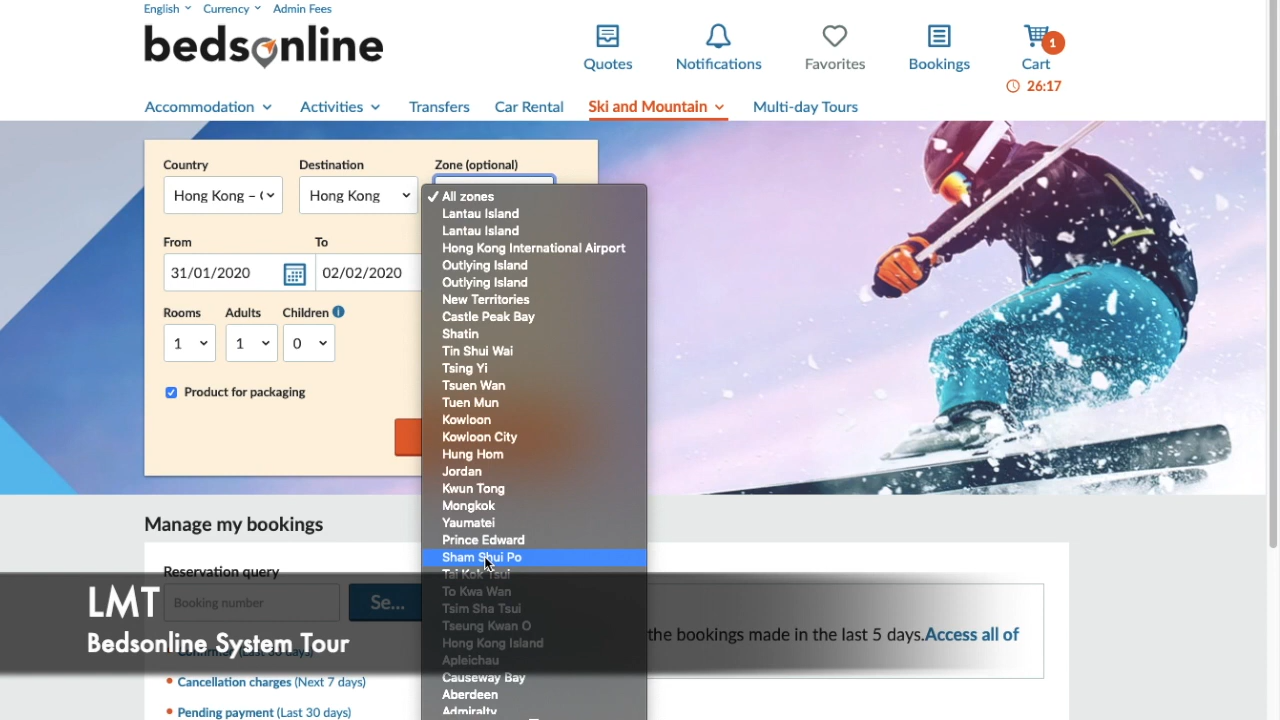 English
Currency
Admin Fees
bedsonline
Quotes
Notifications
Favorites
Bookings
Cart
1
26:17
Accommodation
Activities
Transfers
Car Rental
Ski and Mountain
Multi-day Tours
Country
Destination
Zone (optional)
Hong Kong – (
Hong Kong
From
To
31/01/2020
02/02/2020
Rooms
Adults
Children
1
1
0
Product for packaging
All zones
Lantau Island
Lantau Island
Hong Kong International Airport
Outlying Island
Outlying Island
New Territories
Castle Peak Bay
Shatin
Tin Shui Wai
Tsing Yi
Tsuen Wan
Tuen Mun
Kowloon
Kowloon City
Hung Hom
Jordan
Kwun Tong
Mongkok
Yaumatei
Prince Edward
Sham Shui Po
Tai Kok Tsui
To Kwa Wan
Tsim Sha Tsui
Tseung Kwan O
Hong Kong Island
Apleichau
Causeway Bay
Aberdeen
Admiralty
Manage my bookings
Reservation query
Booking number
Se...
the bookings made in the last 5 days.Access all of
LMT
Bedsonline System Tour
Cancellation charges (Next 7 days)
Pending payment (Last 30 days)